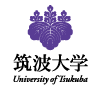 筑波大学
University of Tsukuba